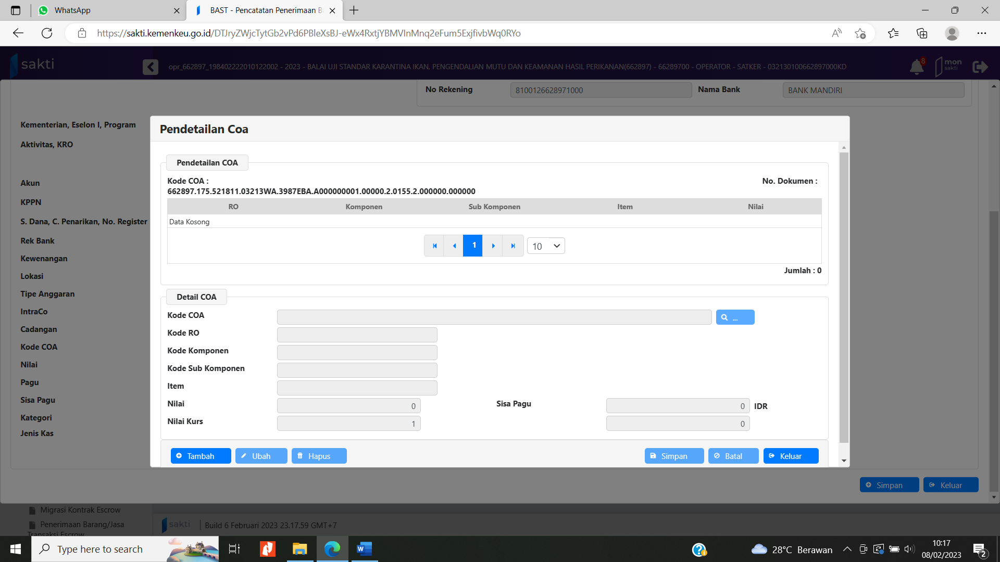 WhatsApp
BAST - Pencatatan Penerimaan B
https://sakti.kemenkeu.go.id/DTJryZWjcTytGb2vPd6PBleXsBJ-eWx4RxtjYBMVInMnq2eFum5ExjfivbWq0RYo
sakti
opr_662897_198402222010122002 - 2023 - BALAI UJI STANDAR KARANTINA IKAN, PENGENDALIAN MUTU DAN KEAMANAN HASIL PERIKANAN(662897) - 66289700 - OPERATOR - SATKER - 032130100662897000KD
8
mon
sakti
No Rekening
8100126628971000
Nama Bank
BANK MANDIRI
Kementerian, Eselon I, Program
Aktivitas, KRO
Akun
KPPN
S. Dana, C. Penarikan, No. Register
Rek Bank
Kewenangan
Lokasi
Tipe Anggaran
IntraCo
Cadangan
Kode COA
Nilai
Pagu
Sisa Pagu
Kategori
Jenis Kas
Pendetailan Coa
Pendetailan COA
Kode COA :
No. Dokumen :
662897.175.521811.03213WA.3987EBA.A000000001.00000.2.0155.2.000000.000000
RO Komponen Sub Komponen Item Nilai
Data Kosong
1
10
Jumlah : 0
Detail COA
Kode COA
...
Kode RO
Kode Komponen
Kode Sub Komponen
Item
Nilai 0 Sisa Pagu 0 IDR
Nilai Kurs 1 0
Tambah Ubah Hapus Simpan Batal Keluar
Simpan Keluar
Migrasi Kontrak Escrow
Penerimaan Barang/Jasa
Transaksi Escrow
sakti
Build 6 Februari 2023 23.17.59 GMT+7
Type here to search
28°C Berawan
10:17
08/02/2023
2